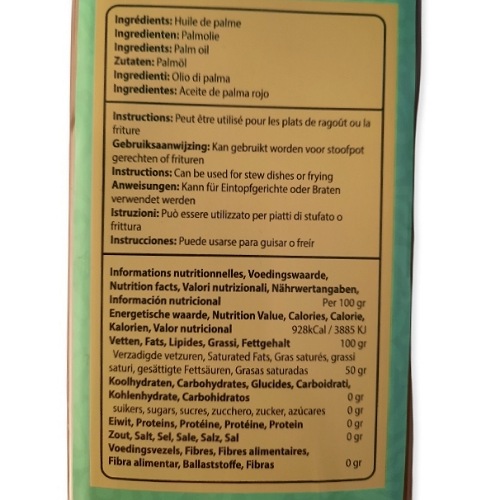 Ingrédients: Huile de palme
Ingredienten: Palmolie
Ingredients: Palm oil
Zutaten: Palmöl
Ingredienti: Olio di palma
Ingredientes: Aceite de palma rojo
Instructions: Peut être utilisé pour les plats de ragoût ou la
friture
Gebruiksaanwijzing: Kan gebruikt worden voor stoofpot
gerechten of frituren
Instructions: Can be used for stew dishes or frying
Anweisungen: Kann für Eintopfgerichte oder Braten
verwendet werden
Istruzioni: Può essere utilizzato per piatti di stufato o
frittura
Instrucciones: Puede usarse para guisar o freír
Informations nutritionnelles, Voedingswaarde,
Nutrition facts, Valori nutrizionali, Nährwertangaben,
Información nutricional Per 100 gr
Energetische waarde, Nutrition Value, Calories, Calorie,
Kalorien, Valor nutricional 928kCal / 3885 KJ
Vetten, Fats, Lipides, Grassi, Fettgehalt 100 gr
Verzadigde vetzuren, Saturated Fats, Gras saturés, grassi
saturi, gesättigte Fettsäuren, Grasas saturadas 50 gr
Koolhydraten, Carbohydrates, Glucides, Carboidrati,
Kohlenhydrate, Carbohidratos 0 gr
suikers, sugars, sucres, zucchero, zucker, azúcares 0 gr
Eiwit, Proteins, Protéine, Protéine, Protein 0 gr
Zout, Salt, Sel, Sale, Salz, Sal 0 gr
Voedingsvezels, Fibres, Fibres alimentaires,
Fibra alimentar, Ballaststoffe, Fibras 0 gr